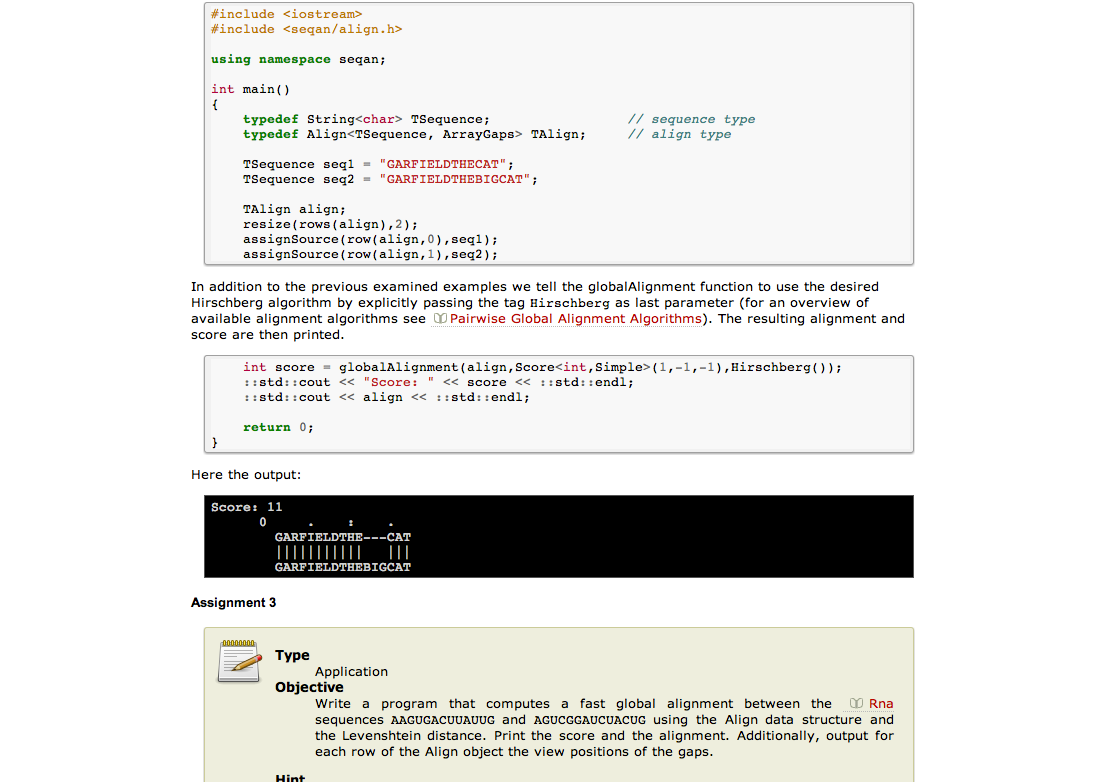 #include <iostream>
#include <seqan/align.h>
using namespace seqan;
int main()
{
typedef String<char> TSequence; // sequence type
typedef Align<TSequence, ArrayGaps> TAlign; // align type
TSequence seq1 = "GARFIELDTHECAT";
TSequence seq2 = "GARFIELDTHEBIGCAT";
TAlign align;
resize(rows(align),2);
assignSource(row(align,0),seq1);
assignSource(row(align,1),seq2);
In addition to the previous examined examples we tell the globalAlignment function to use the desired
Hirschberg algorithm by explicitly passing the tag Hirschberg as last parameter (for an overview of
available alignment algorithms see Pairwise Global Alignment Algorithms). The resulting alignment and
score are then printed.
int score = globalAlignment(align,Score<int,Simple>(1,-1,-1),Hirschberg());
::std::cout << "Score: " << score << ::std::endl;
::std::cout << align << ::std::endl;
return 0;
}
Here the output:
Score: 11
0 . : .
GARFIELDTHE---CAT
||||||||||| |||
GARFIELDTHEBIGCAT
Assignment 3
Type
Application
Objective
Write a program that computes a fast global alignment between the Rna
sequences AAGUGACUUAUUG and AGUCGGAUCUACUG using the Align data structure and
the Levenshtein distance. Print the score and the alignment. Additionally, output for
each row of the Align object the view positions of the gaps.
Hint